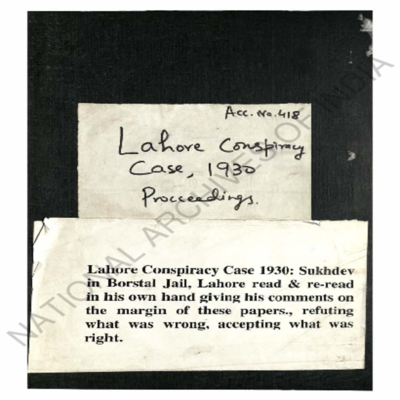 Acc. No. 418
Lahore Conspiracy
Case, 1930
Procceedings.
Lahore Conspiracy Case 1930: Sukhdev
in Borstal Jail, Lahore read & re-read
in his own hand giving his comments on
the margin of these papers., refuting
what was wrong, accepting what was
right.
NATIONAL ARCHIVES OF INDIA